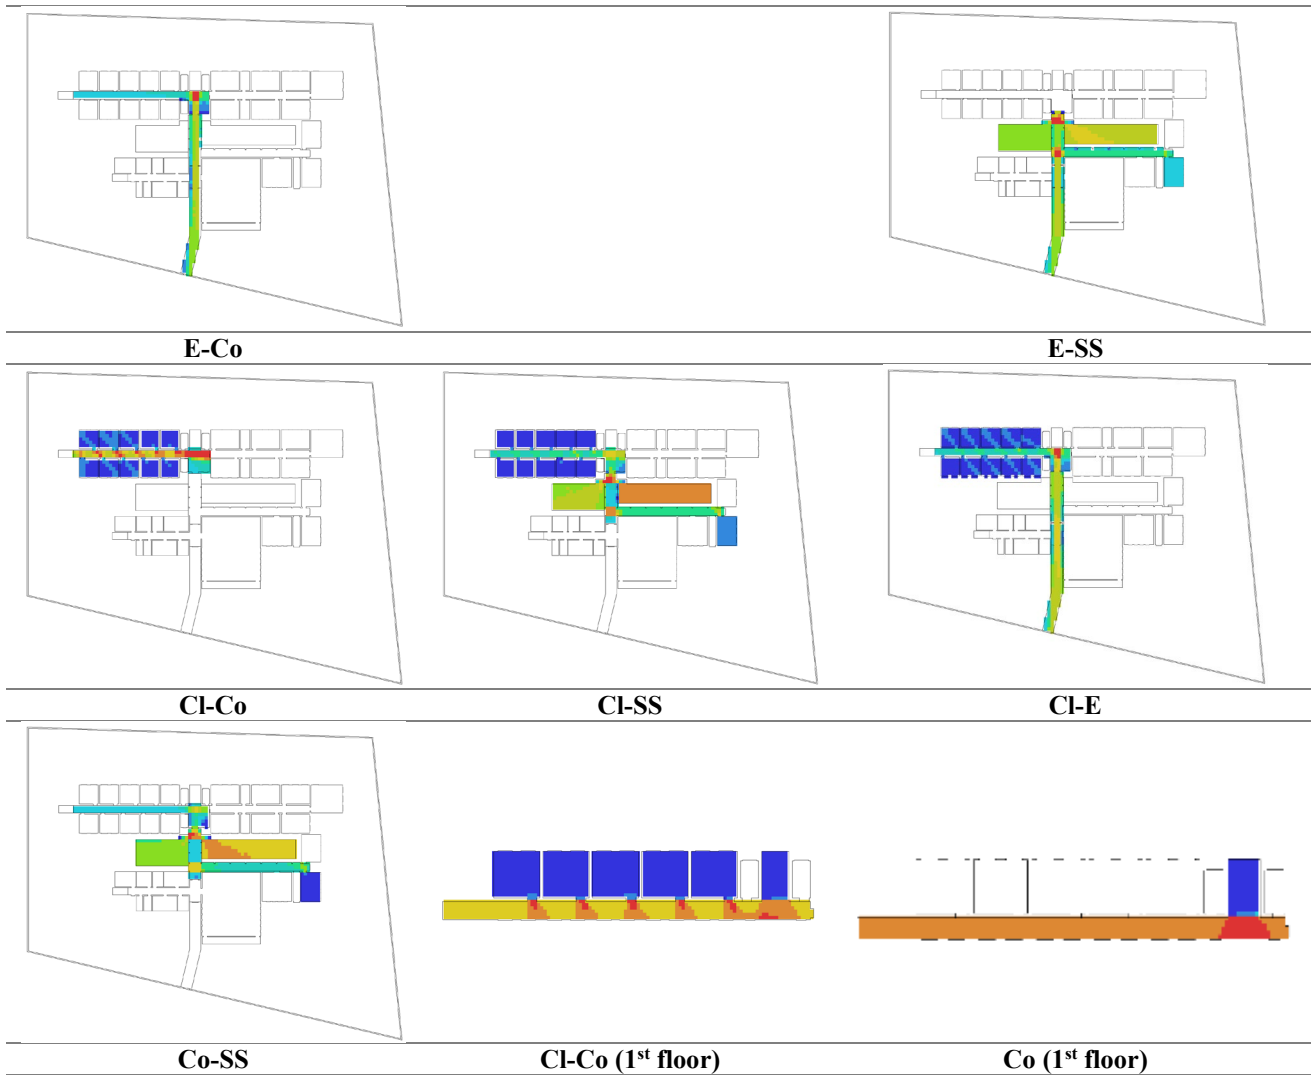 E-Co
E-SS
Cl-Co
Cl-SS
Cl-E
Co-SS
Cl-Co (1st floor)
Co (1st floor)